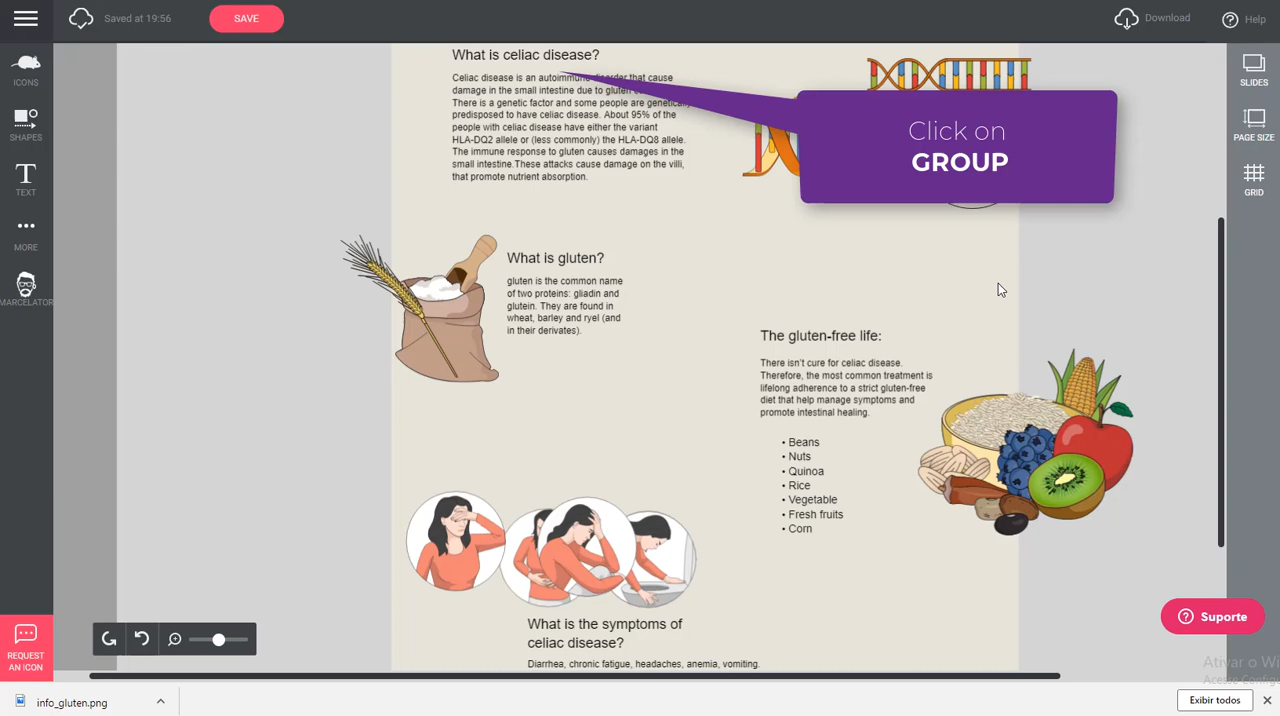 Saved at 19:56
SAVE
Download
Help
ICONS
SHAPES
TEXT
MORE
MARCELATOR
REQUEST
AN ICON
SLIDES
PAGE SIZE
GRID
What is celiac disease?
Celiac disease is an autoimmune disorder that cause
damage in the small intestine due to gluten
There is a genetic factor and some people are genetically
predisposed to have celiac disease. About 95% of the
people with celiac disease have either the variant
HLA-DQ2 allele or (less commonly) the HLA-DQ8 allele.
The immune response to gluten causes damages in the
small intestine.These attacks cause damage on the villi,
that promote nutrient absorption.
Click on
GROUP
What is gluten?
gluten is the common name
of two proteins: gliadin and
glutein. They are found in
wheat, barley and ryel (and
in their derivates).
The gluten-free life:
There isn't cure for celiac disease.
Therefore, the most common treatment is
lifelong adherence to a strict gluten-free
diet that help manage symptoms and
promote intestinal healing.
• Beans
• Nuts
• Quinoa
• Rice
• Vegetable
• Fresh fruits
• Corn
What is the symptoms of
celiac disease?
Diarrhea, chronic fatigue, headaches, anemia, vomiting.
Suporte
Ativar o Wi
Acesse Config
info_gluten.png
Exibir todos